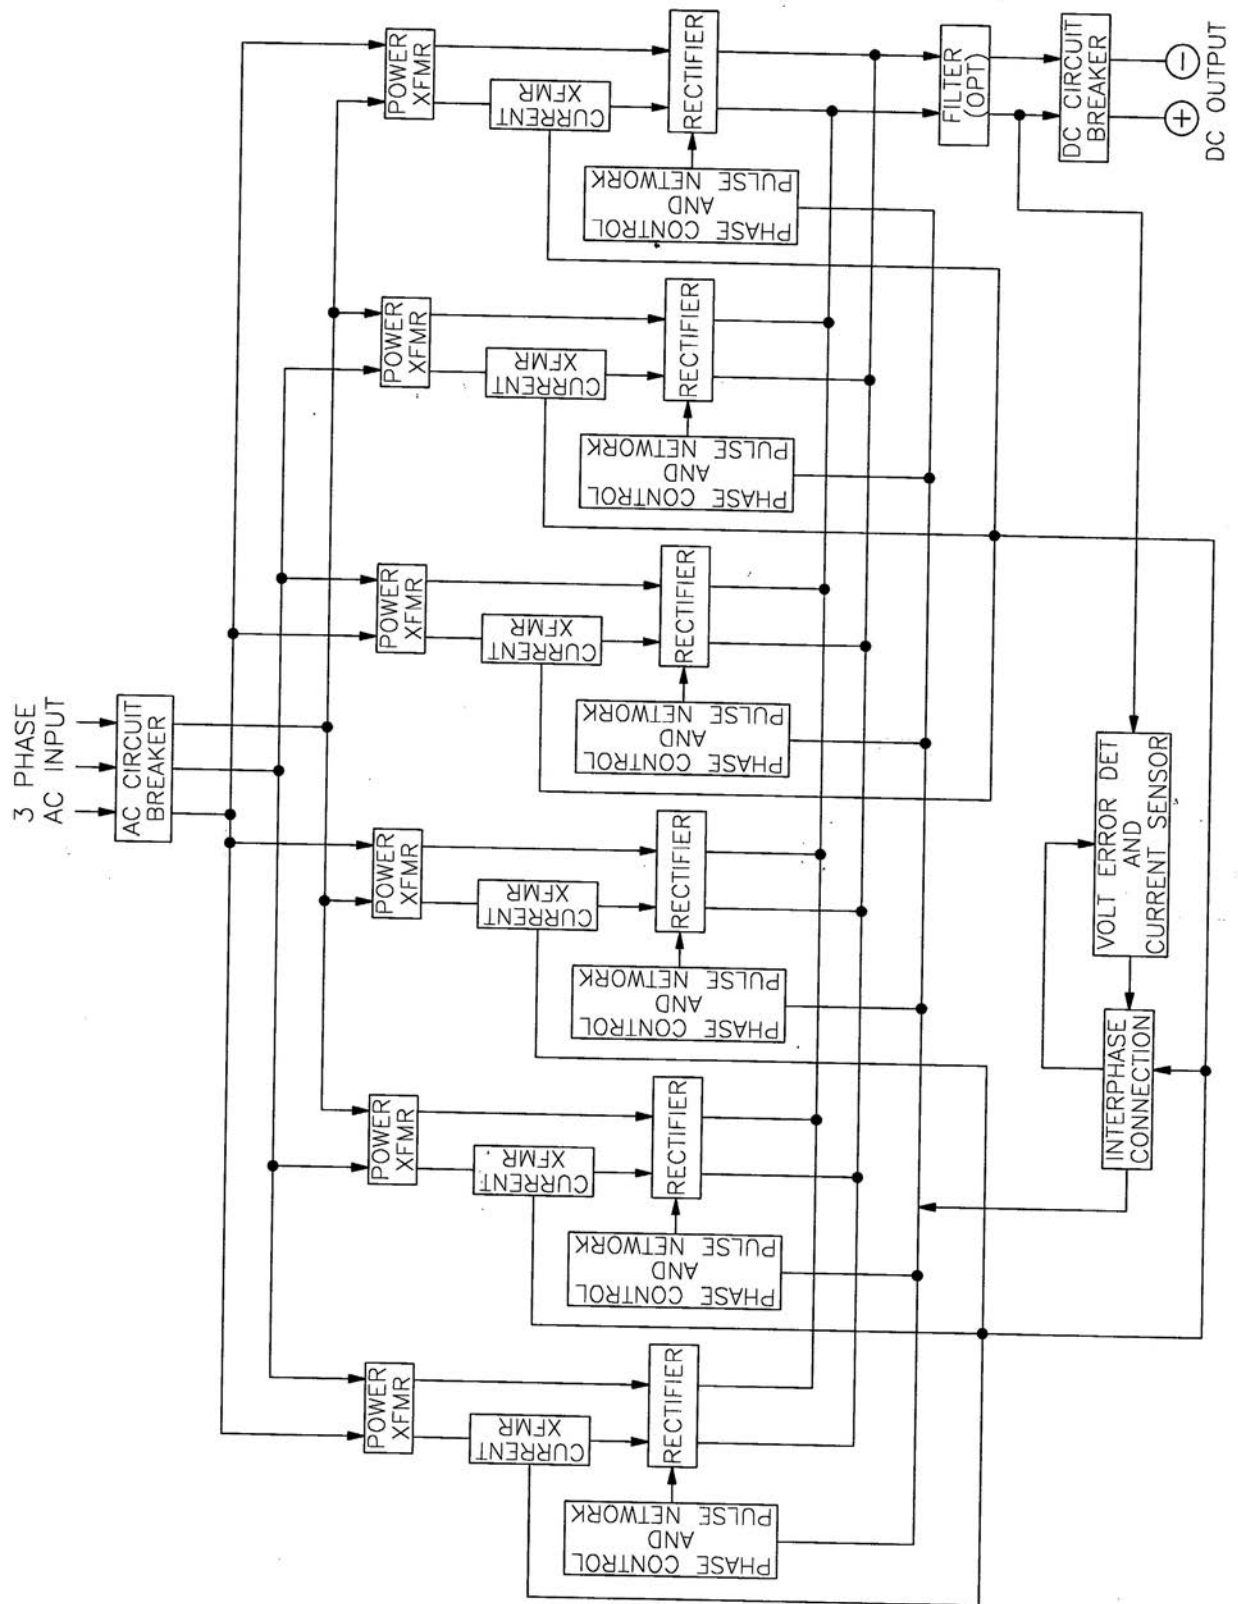 3 PHASE
AC INPUT
AC CIRCUIT
BREAKER
POWER
XFMR
CURRENT
XFMR
RECTIFIER
PHASE CONTROL
AND
PULSE NETWORK
POWER
XFMR
CURRENT
XFMR
RECTIFIER
PHASE CONTROL
AND
PULSE NETWORK
POWER
XFMR
CURRENT
XFMR
RECTIFIER
PHASE CONTROL
AND
PULSE NETWORK
POWER
XFMR
CURRENT
XFMR
RECTIFIER
PHASE CONTROL
AND
PULSE NETWORK
POWER
XFMR
CURRENT
XFMR
RECTIFIER
PHASE CONTROL
AND
PULSE NETWORK
POWER
XFMR
CURRENT
XFMR
RECTIFIER
PHASE CONTROL
AND
PULSE NETWORK
FILTER
(OPT)
DC CIRCUIT
BREAKER
−
+
DC OUTPUT
VOLT ERROR DET
AND
CURRENT SENSOR
INTERPHASE
CONNECTION